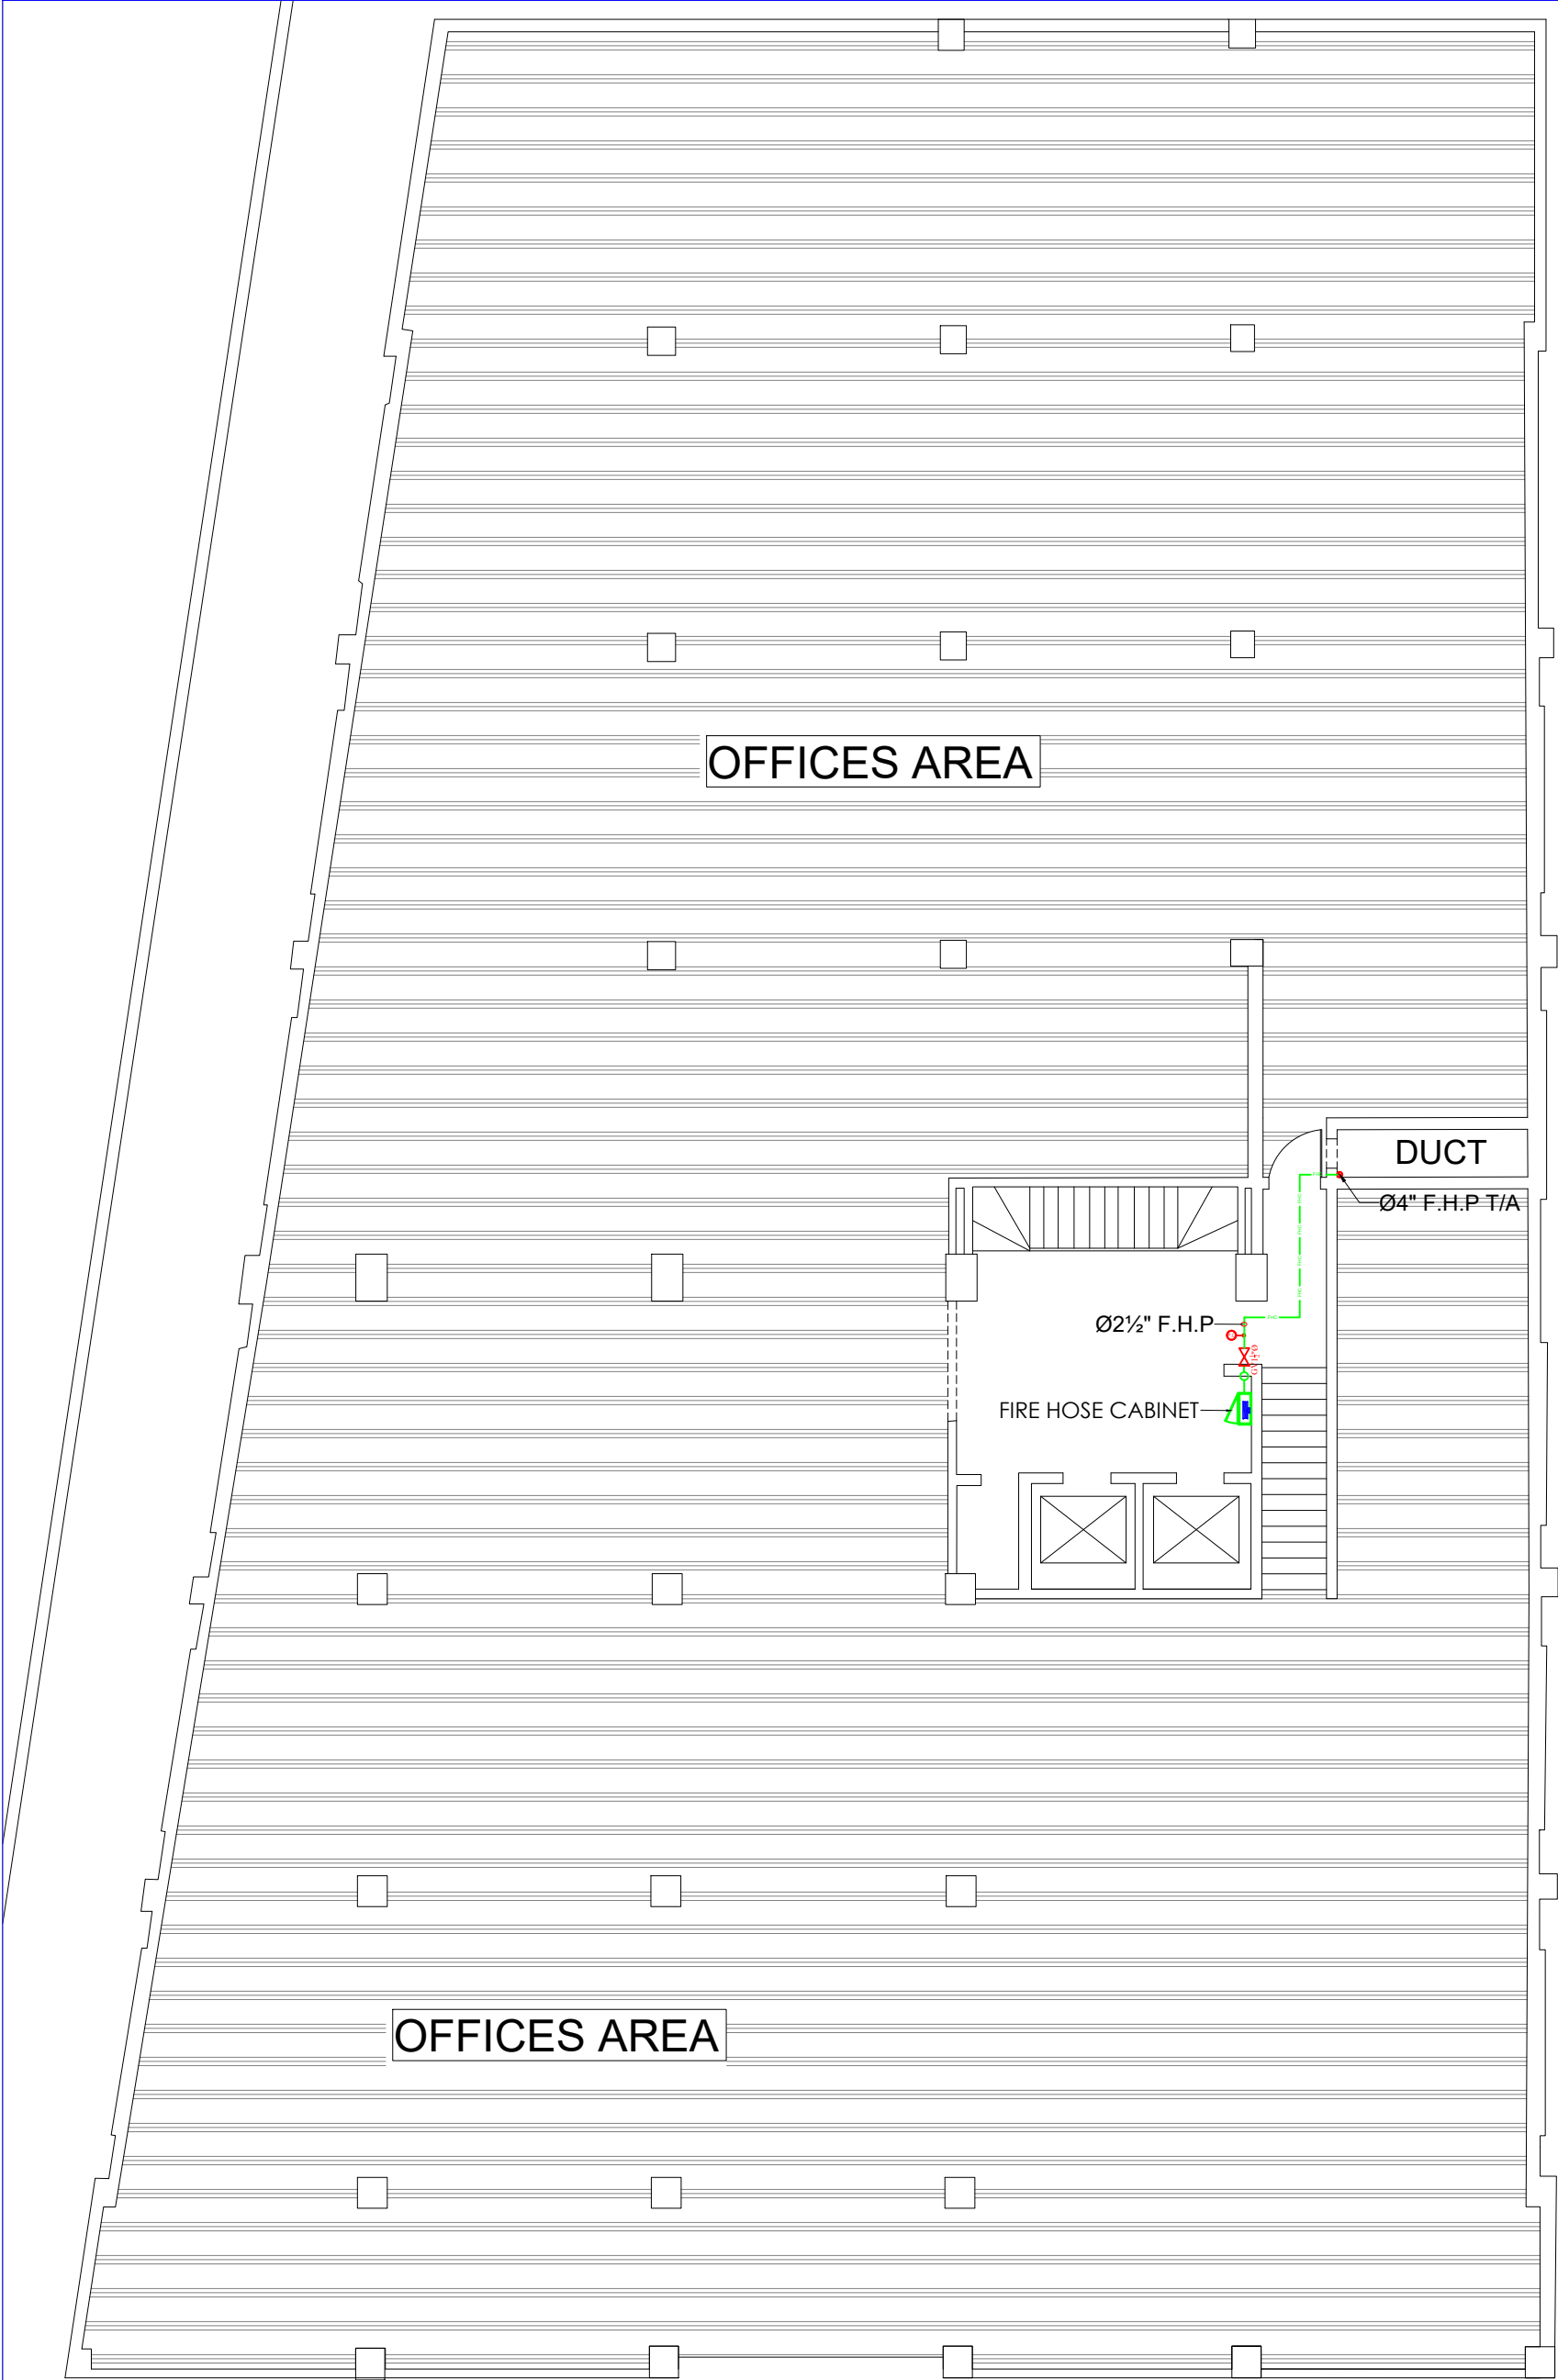 OFFICES AREA
DUCT
Ø4" F.H.P T/A
Ø2½" F.H.P
FIRE HOSE CABINET
OFFICES AREA